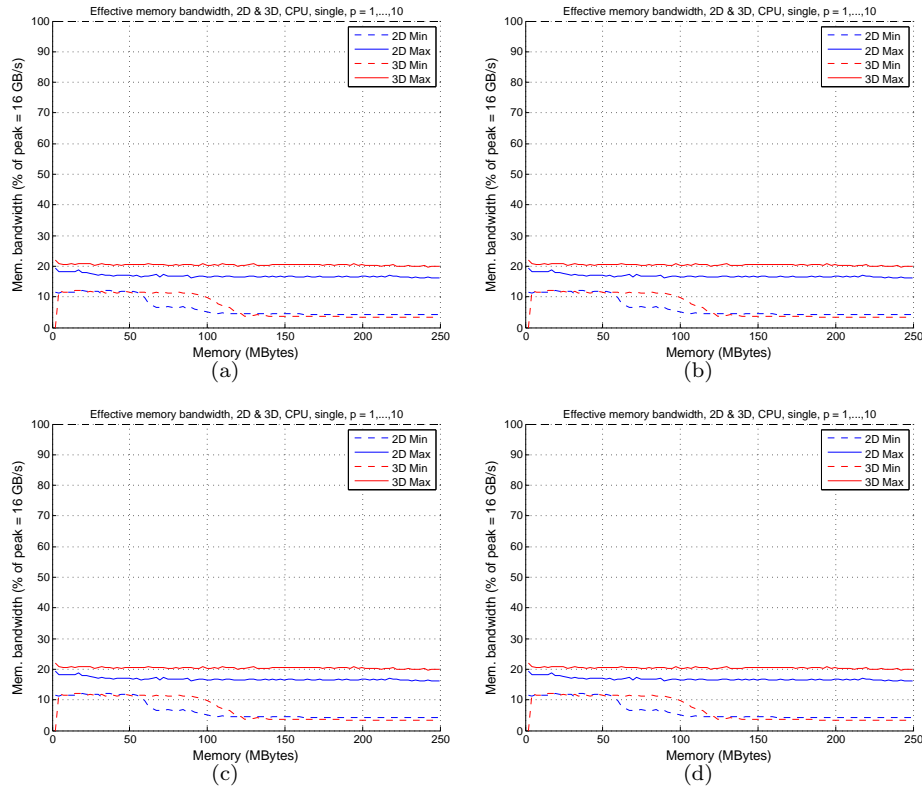 Effective memory bandwidth, 2D & 3D, CPU, single, p = 1,...,10
100
90
80
70
60
50
40
30
20
10
0
Mem. bandwidth (% of peak = 16 GB/s)
2D Min
2D Max
3D Min
3D Max
0 50 100 150 200 250
Memory (MBytes)
(a)
Effective memory bandwidth, 2D & 3D, CPU, single, p = 1,...,10
100
90
80
70
60
50
40
30
20
10
0
Mem. bandwidth (% of peak = 16 GB/s)
2D Min
2D Max
3D Min
3D Max
0 50 100 150 200 250
Memory (MBytes)
(b)
Effective memory bandwidth, 2D & 3D, CPU, single, p = 1,...,10
100
90
80
70
60
50
40
30
20
10
0
Mem. bandwidth (% of peak = 16 GB/s)
2D Min
2D Max
3D Min
3D Max
0 50 100 150 200 250
Memory (MBytes)
(c)
Effective memory bandwidth, 2D & 3D, CPU, single, p = 1,...,10
100
90
80
70
60
50
40
30
20
10
0
Mem. bandwidth (% of peak = 16 GB/s)
2D Min
2D Max
3D Min
3D Max
0 50 100 150 200 250
Memory (MBytes)
(d)